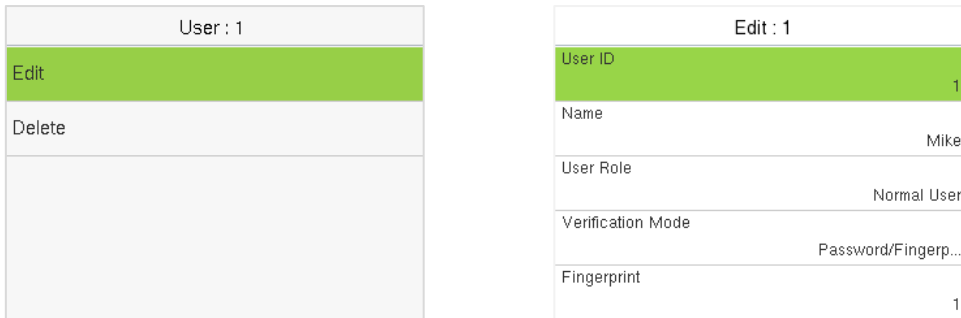 User : 1
Edit
Delete
Edit : 1
User ID
1
Name
Mike
User Role
Normal User
Verification Mode
Password/Fingerp...
Fingerprint
1